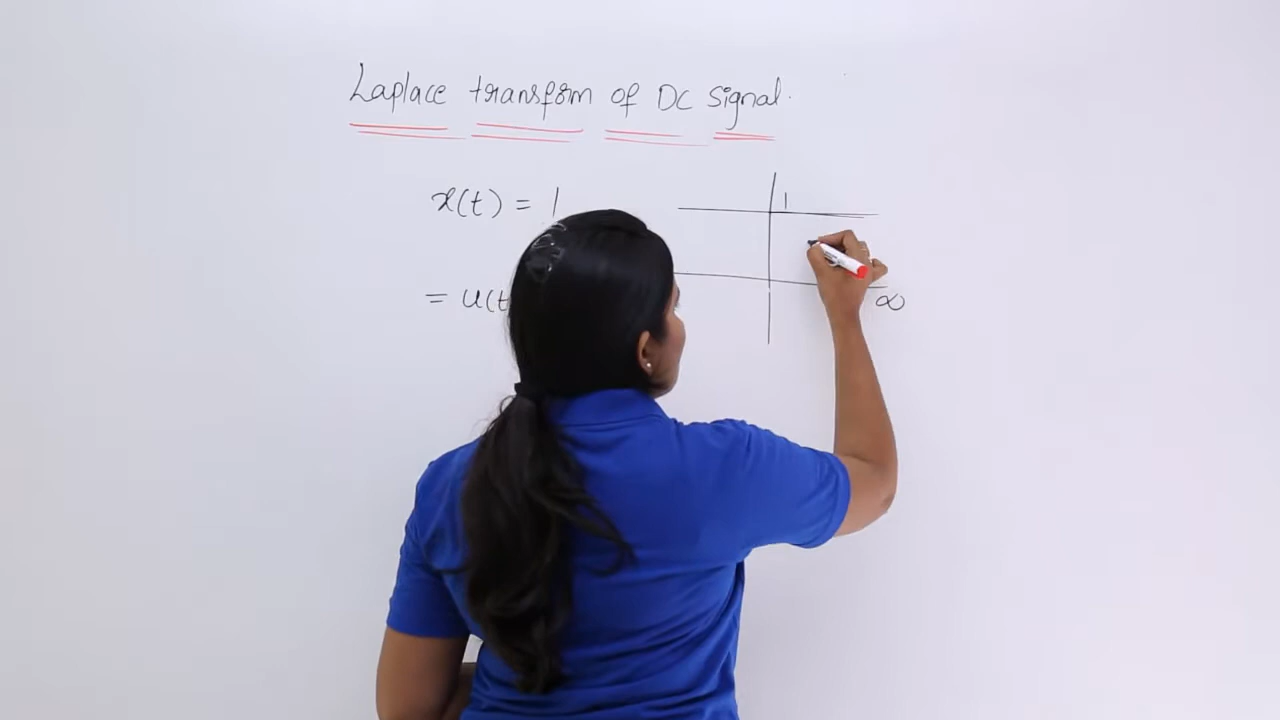 Laplace transform of DC signal.
x(t) = 1
1
= u(t
∞